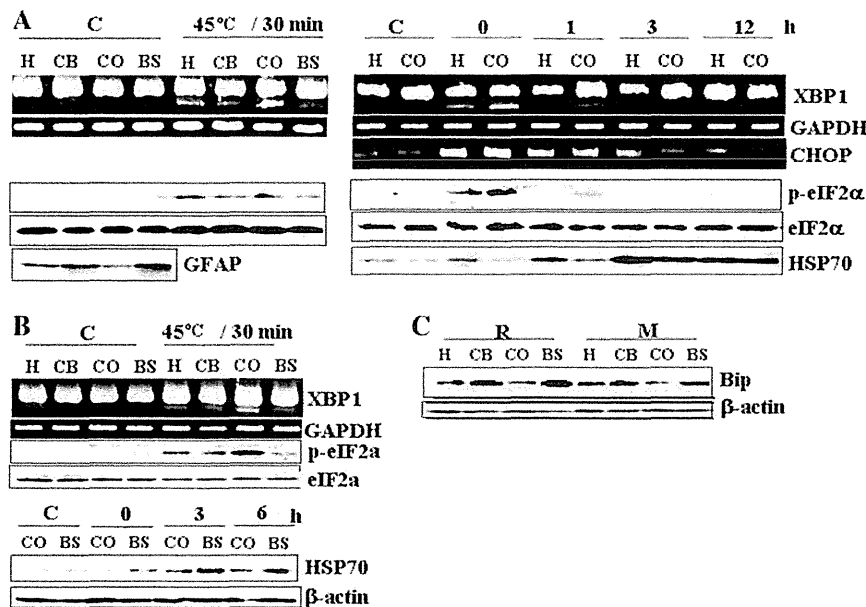 A
C 45°C / 30 min
H CB CO BS H CB CO BS
C 0 1 3 12 h
H CO H CO H CO H CO H CO
XBP1
GAPDH
CHOP
p-eIF2α
eIF2α
HSP70
GFAP
B
C 45°C / 30 min
H CB CO BS H CB CO BS
XBP1
GAPDH
p-eIF2a
eIF2a
C 0 3 6 h
CO BS CO BS CO BS CO BS
HSP70
β-actin
C
R M
H CB CO BS H CB CO BS
Bip
β-actin